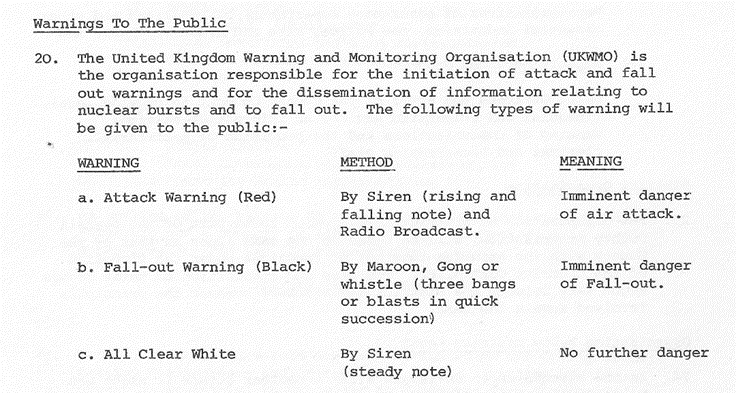 Warnings To The Public
20. The United Kingdom Warning and Monitoring Organisation (UKWMO) is
the organisation responsible for the initiation of attack and fall
out warnings and for the dissemination of information relating to
nuclear bursts and to fall out. The following types of warning will
be given to the public:-
WARNING METHOD MEANING
a. Attack Warning (Red) By Siren (rising and Imminent danger
falling note) and of air attack.
Radio Broadcast.
b. Fall-out Warning (Black) By Maroon, Gong or Imminent danger
whistle (three bangs of Fall-out.
or blasts in quick
succession)
c. All Clear White By Siren No further danger
(steady note)